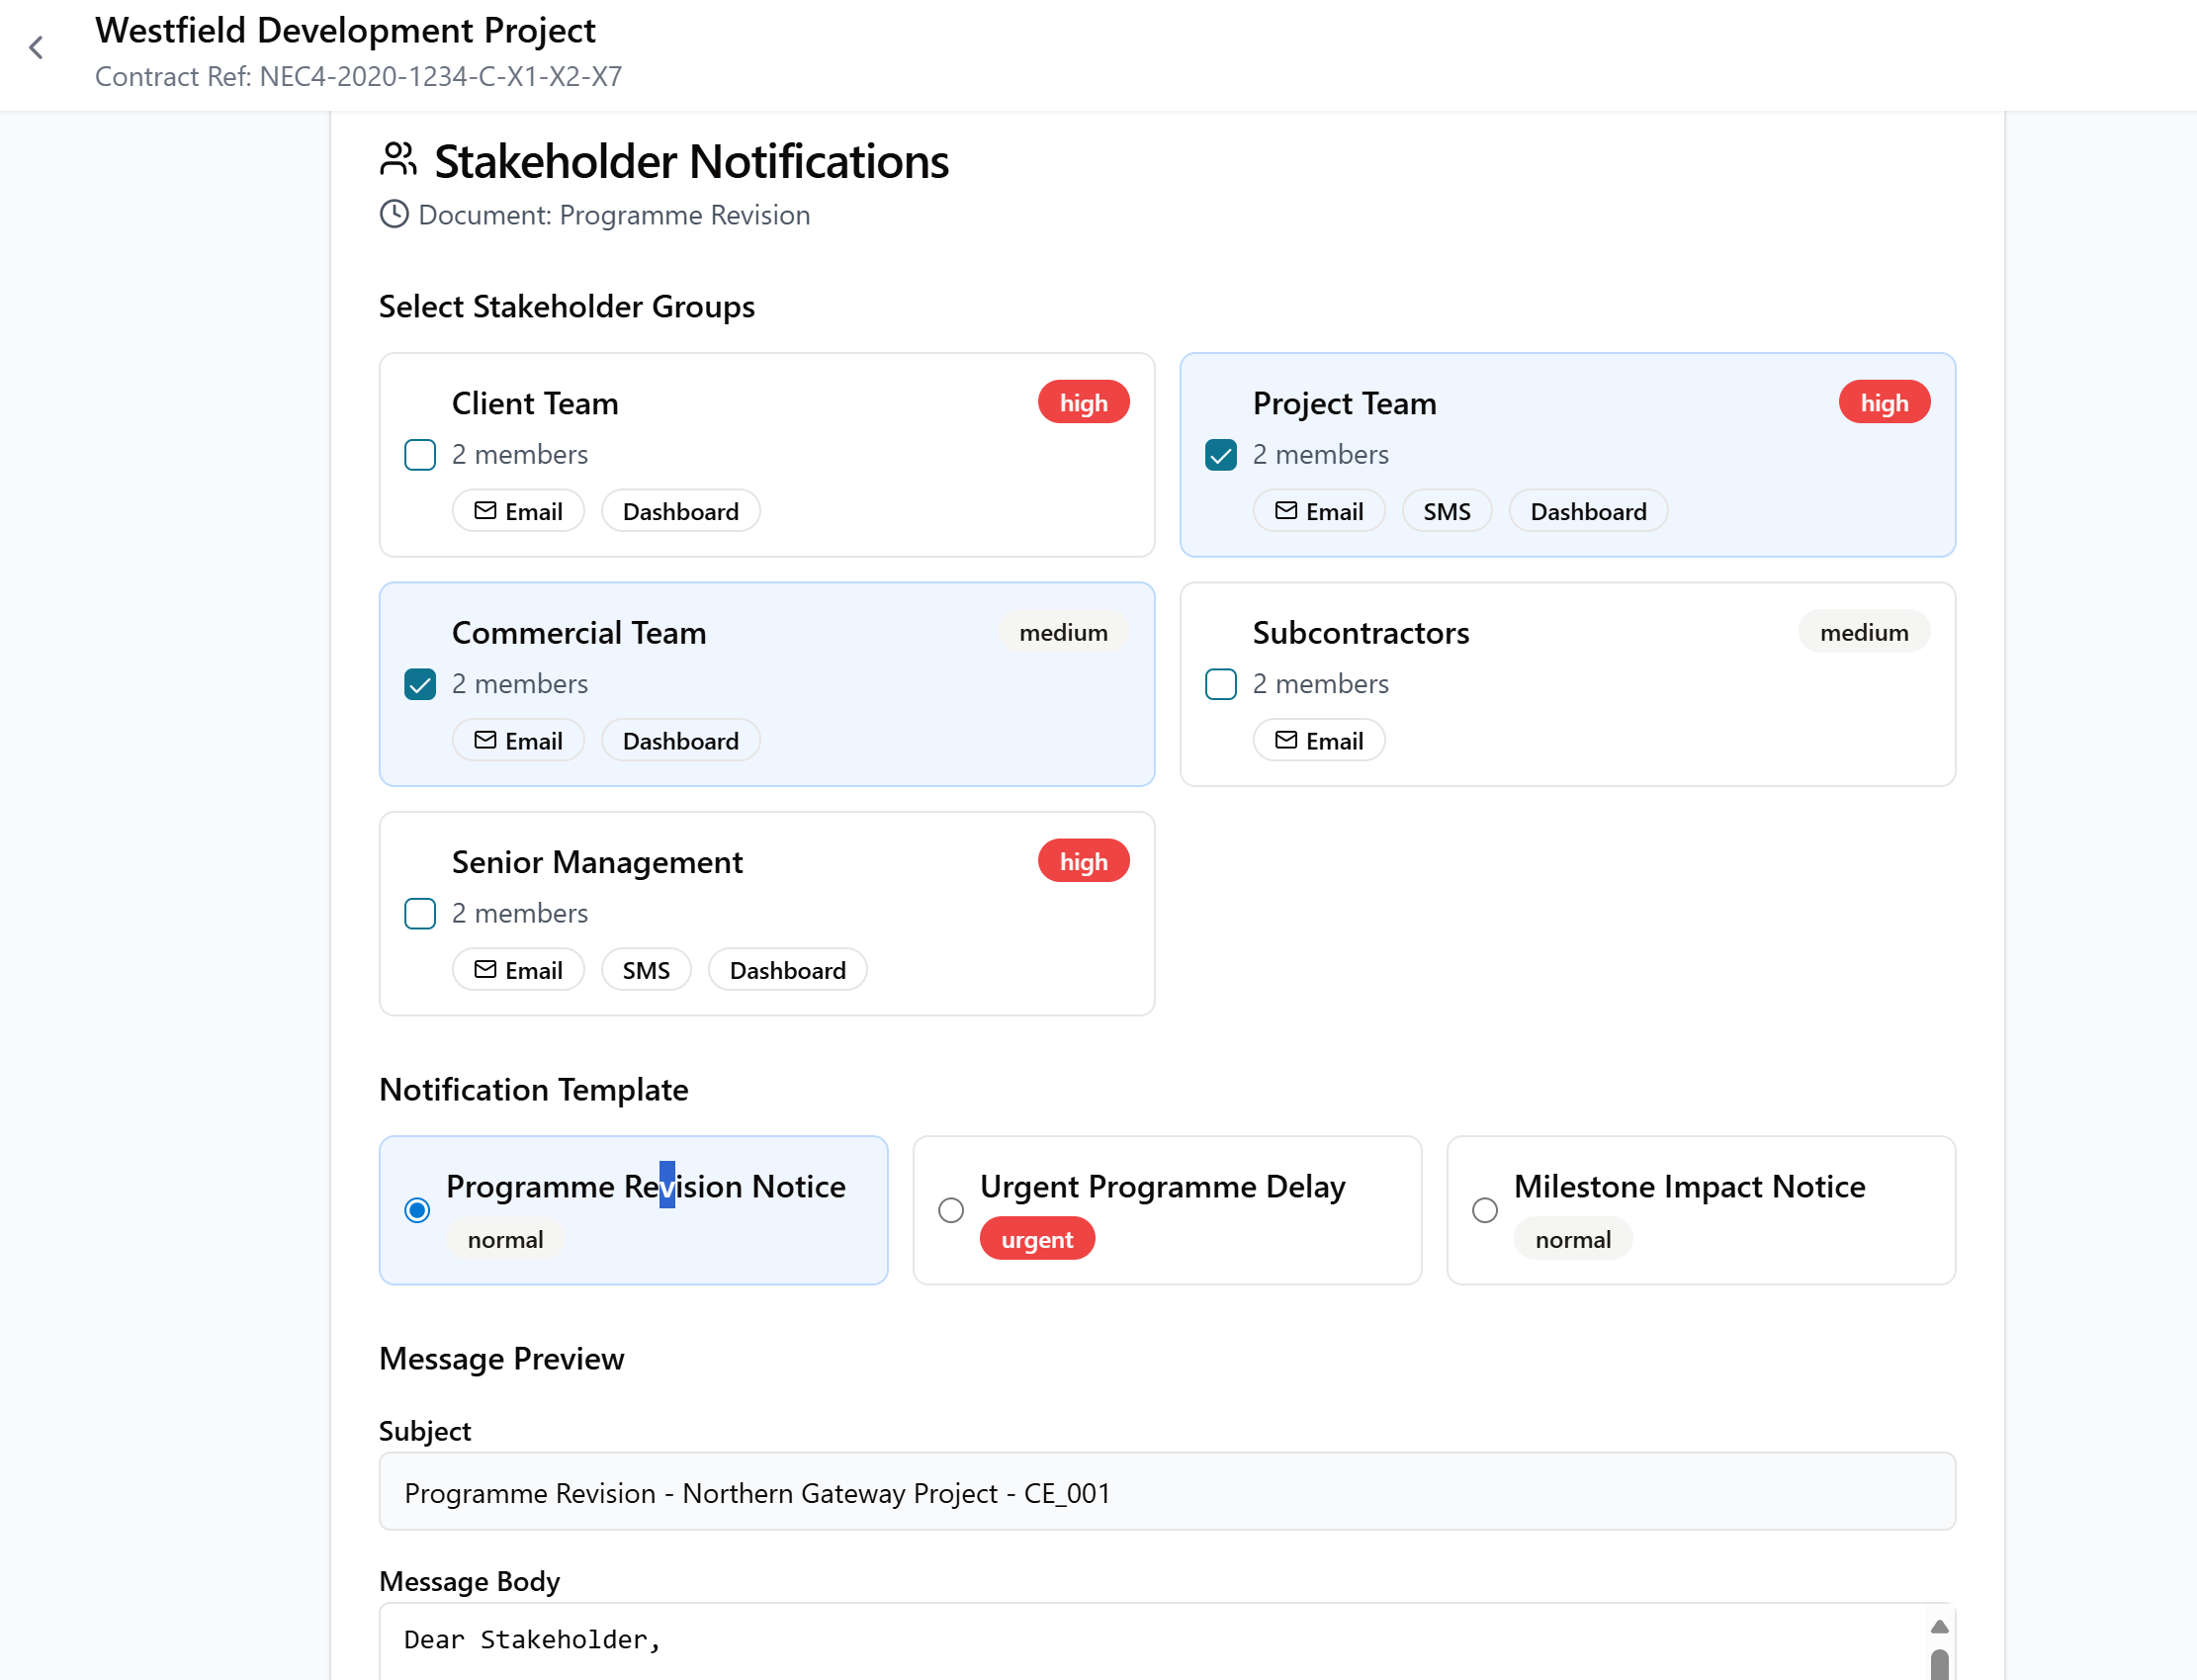 Westfield Development Project
Contract Ref: NEC4-2020-1234-C-X1-X2-X7
Stakeholder Notifications
Document: Programme Revision
Select Stakeholder Groups
Client Team
high
2 members
Email
Dashboard
Project Team
high
2 members
Email
SMS
Dashboard
Commercial Team
medium
2 members
Email
Dashboard
Subcontractors
medium
2 members
Email
Senior Management
high
2 members
Email
SMS
Dashboard
Notification Template
Programme Revision Notice
normal
Urgent Programme Delay
urgent
Milestone Impact Notice
normal
Message Preview
Subject
Programme Revision - Northern Gateway Project - CE_001
Message Body
Dear Stakeholder,